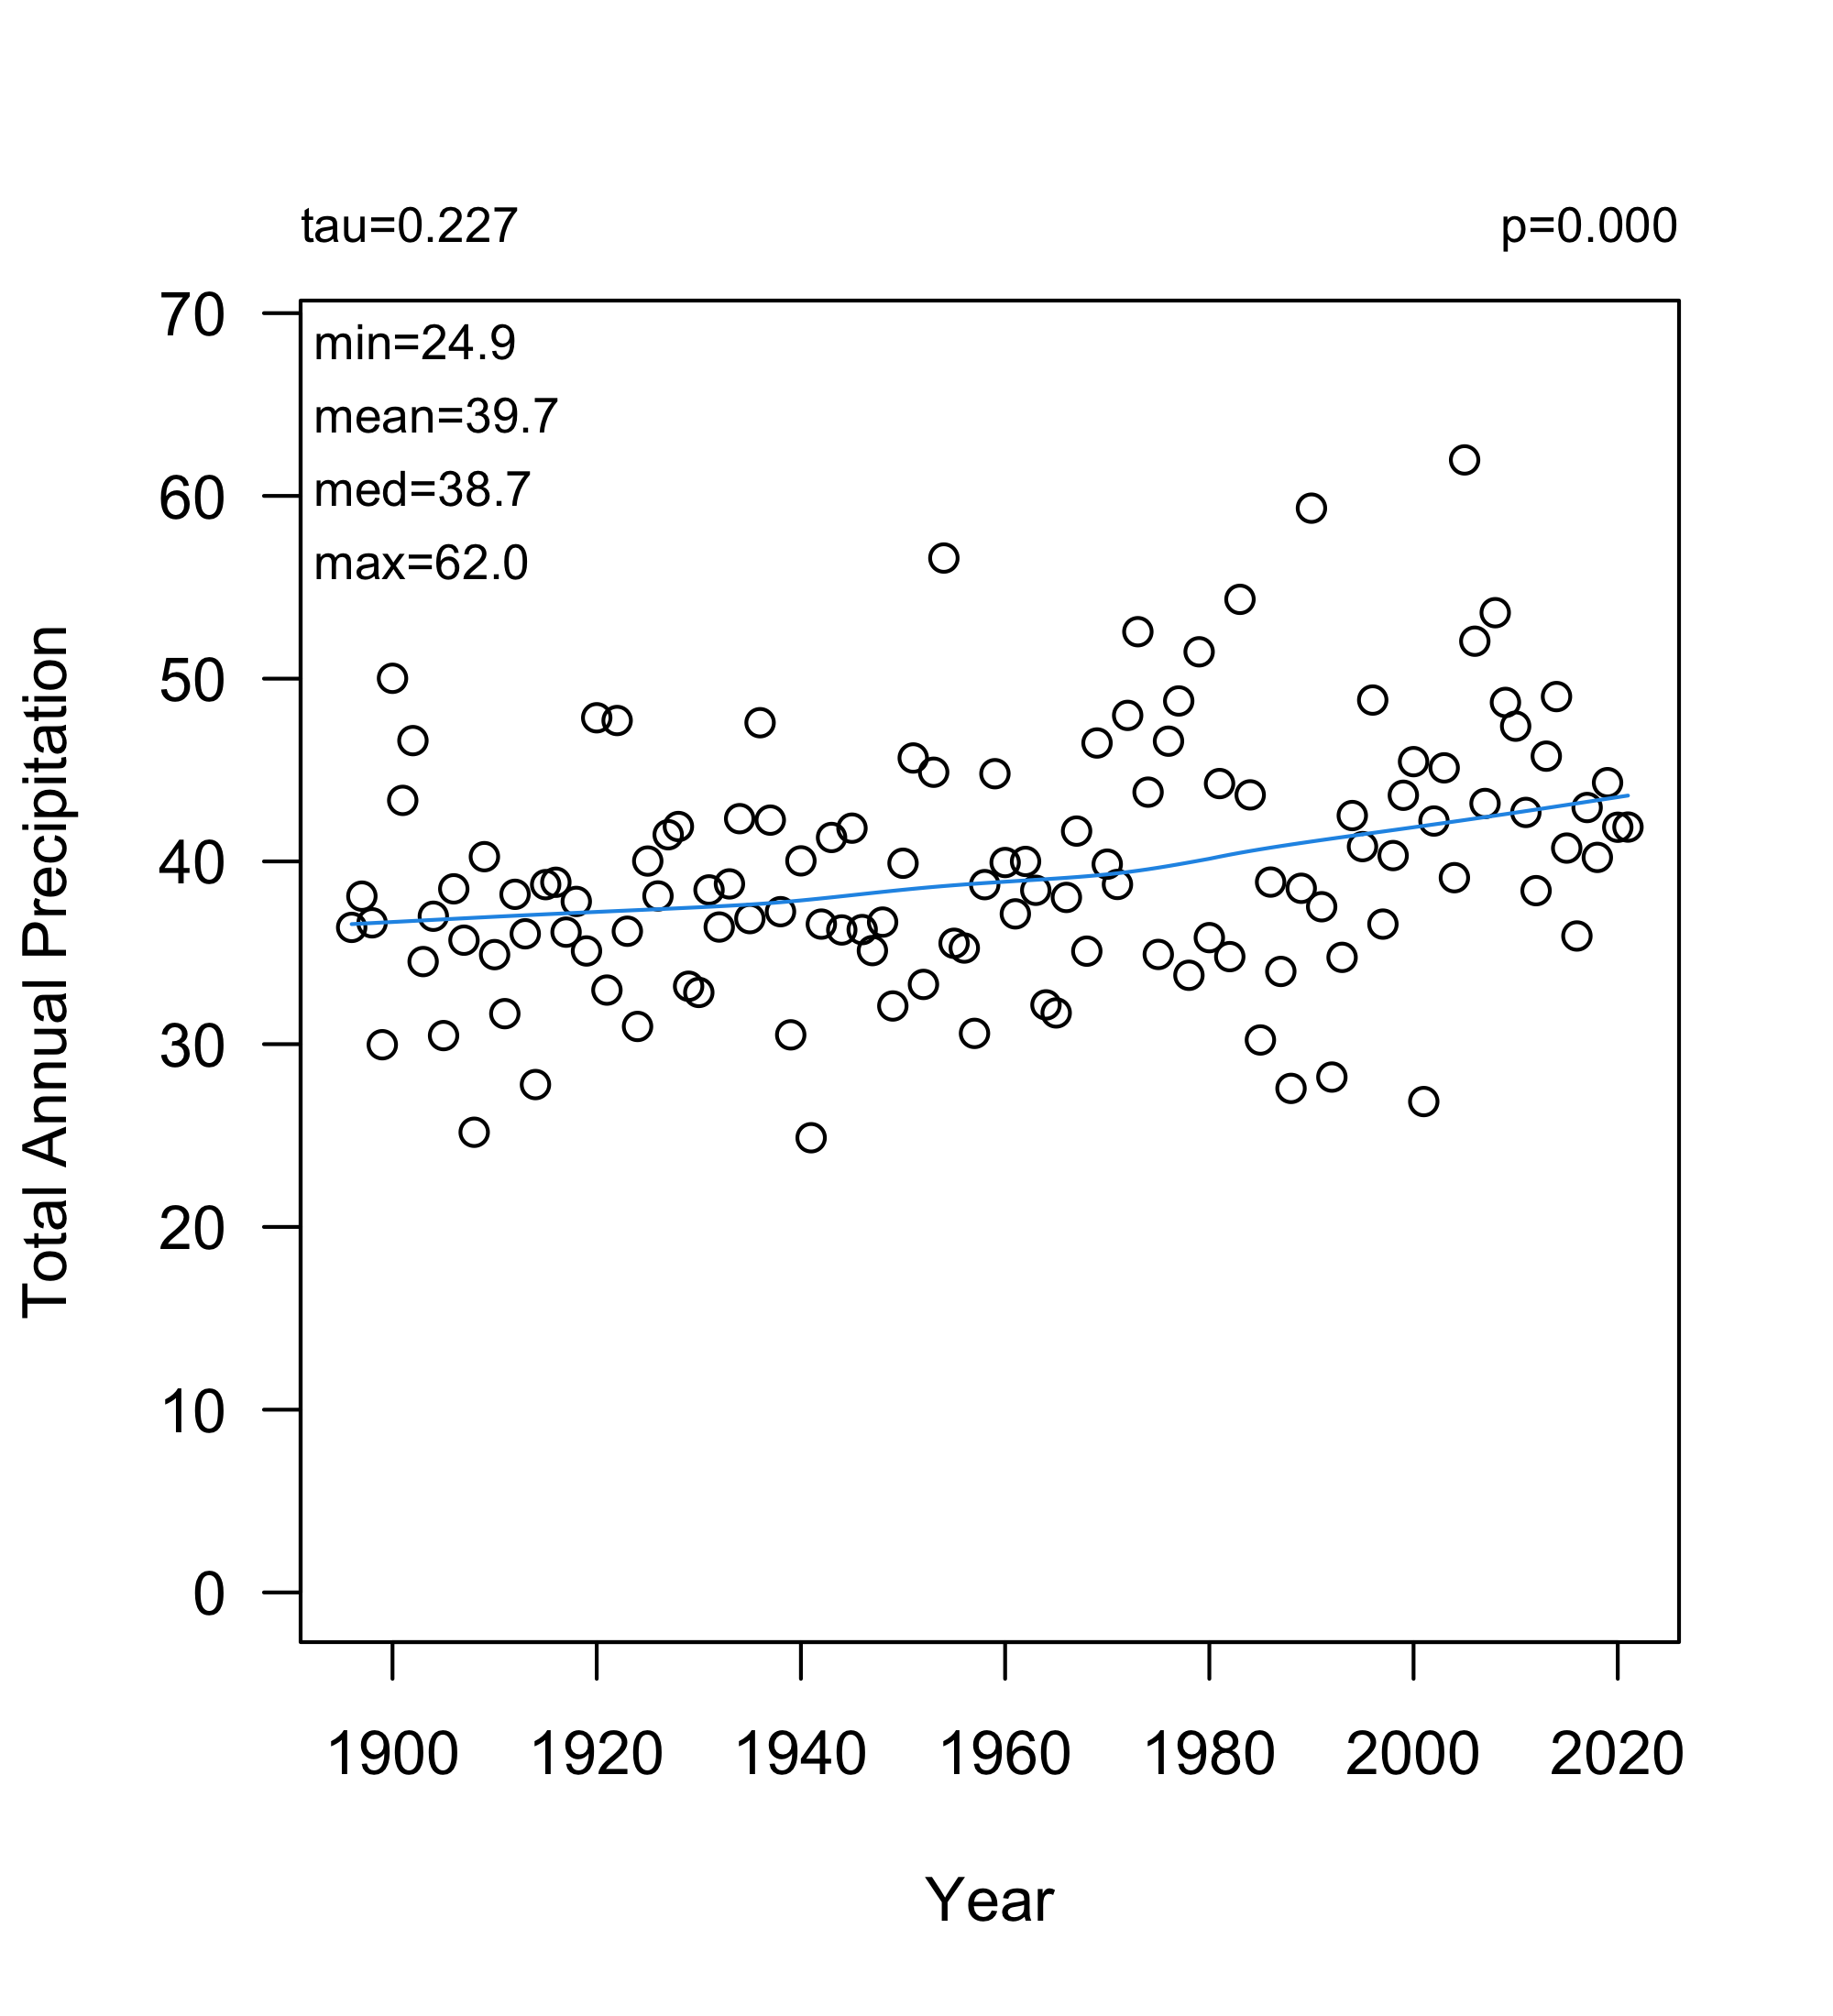 tau=0.227 p=0.000
min=24.9
mean=39.7
med=38.7
max=62.0
70
60
50
40
30
20
10
0
Total Annual Precipitation
1900 1920 1940 1960 1980 2000 2020
Year